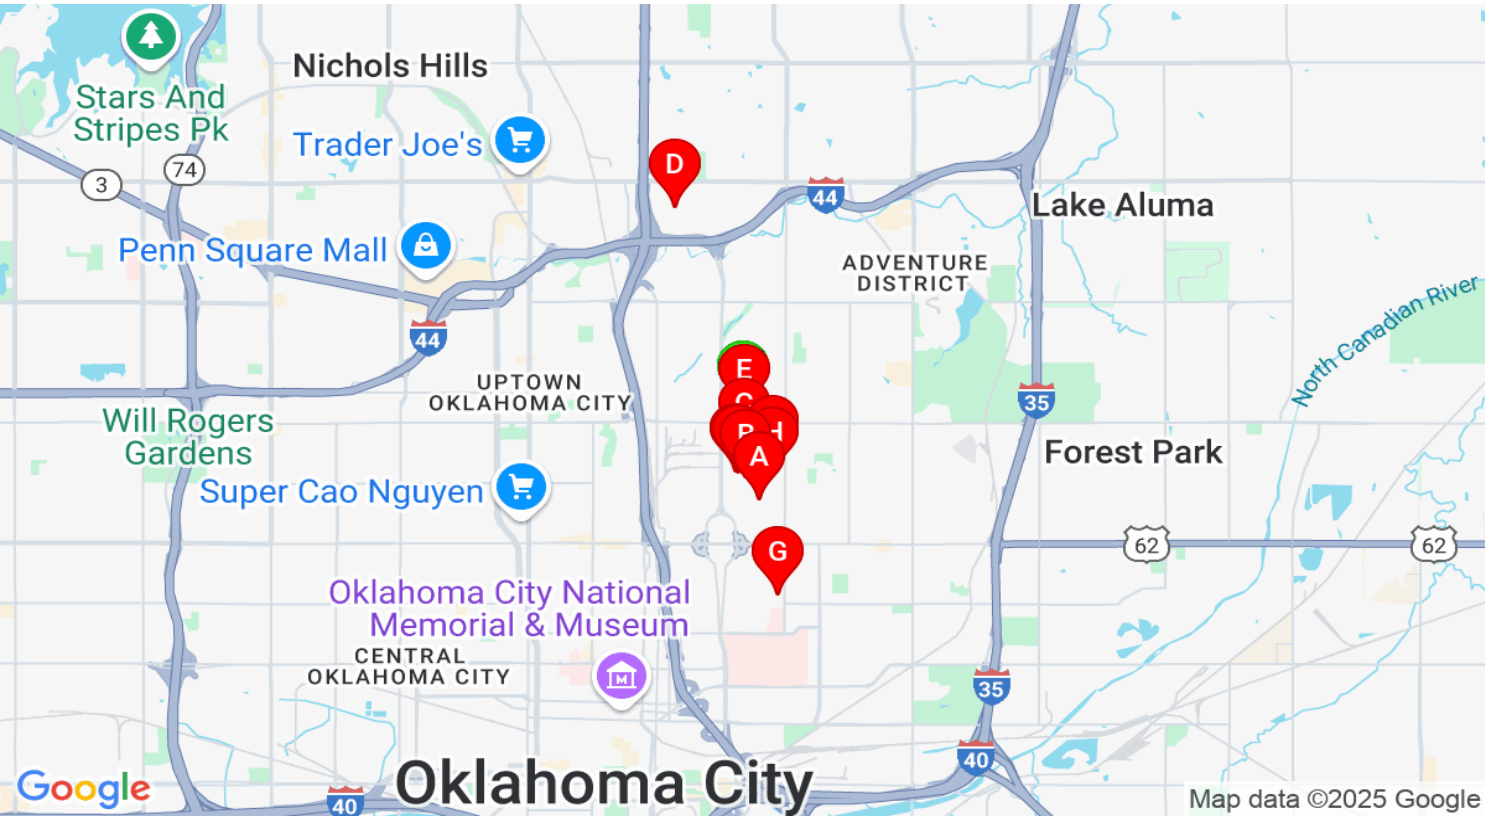 Nichols Hills
Stars And
Stripes Pk
Trader Joe's
D
74
3
44
Lake Aluma
Penn Square Mall
ADVENTURE
DISTRICT
North Canadian River
44
E
UPTOWN
OKLAHOMA CITY
C
35
Will Rogers
Gardens
B
H
A
Forest Park
Super Cao Nguyen
G
62
62
Oklahoma City National
Memorial & Museum
CENTRAL
OKLAHOMA CITY
M
35
40
Oklahoma City
Google
40
Map data ©2025 Google